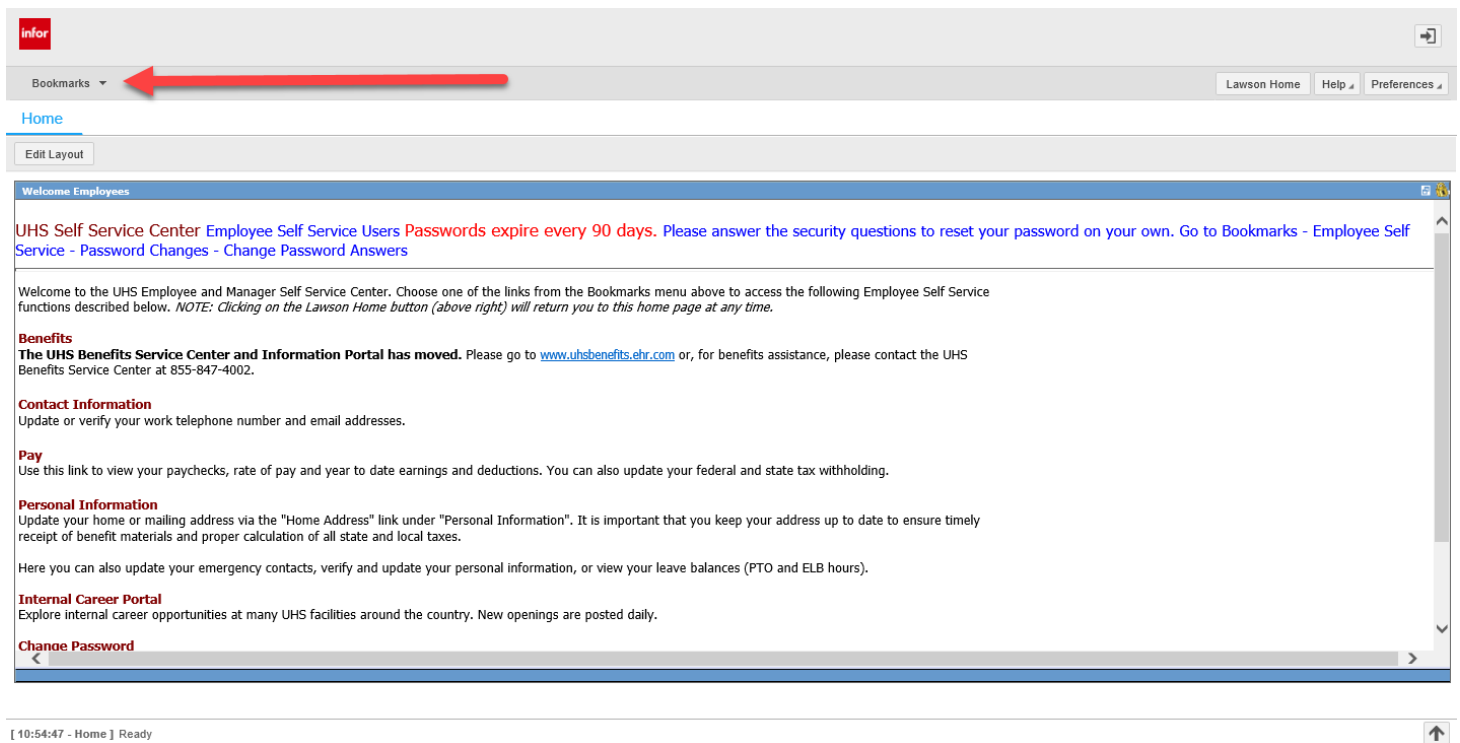 infor
Bookmarks
Lawson Home Help Preferences
Home
Edit Layout
Welcome Employees
UHS Self Service Center Employee Self Service Users Passwords expire every 90 days. Please answer the security questions to reset your password on your own. Go to Bookmarks - Employee Self
Service - Password Changes - Change Password Answers
Welcome to the UHS Employee and Manager Self Service Center. Choose one of the links from the Bookmarks menu above to access the following Employee Self Service
functions described below. NOTE: Clicking on the Lawson Home button (above right) will return you to this home page at any time.
Benefits
The UHS Benefits Service Center and Information Portal has moved. Please go to www.uhsbenefits.ehr.com or, for benefits assistance, please contact the UHS
Benefits Service Center at 855-847-4002.
Contact Information
Update or verify your work telephone number and email addresses.
Pay
Use this link to view your paychecks, rate of pay and year to date earnings and deductions. You can also update your federal and state tax withholding.
Personal Information
Update your home or mailing address via the "Home Address" link under "Personal Information". It is important that you keep your address up to date to ensure timely
receipt of benefit materials and proper calculation of all state and local taxes.
Here you can also update your emergency contacts, verify and update your personal information, or view your leave balances (PTO and ELB hours).
Internal Career Portal
Explore internal career opportunities at many UHS facilities around the country. New openings are posted daily.
Change Password
[ 10:54:47 - Home ] Ready